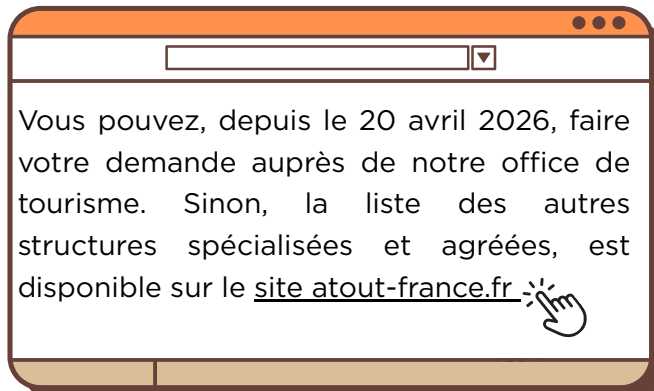 Vous pouvez, depuis le 20 avril 2026, faire
votre demande auprès de notre office de
tourisme. Sinon, la liste des autres
structures spécialisées et agréées, est
disponible sur le site atout-france.fr